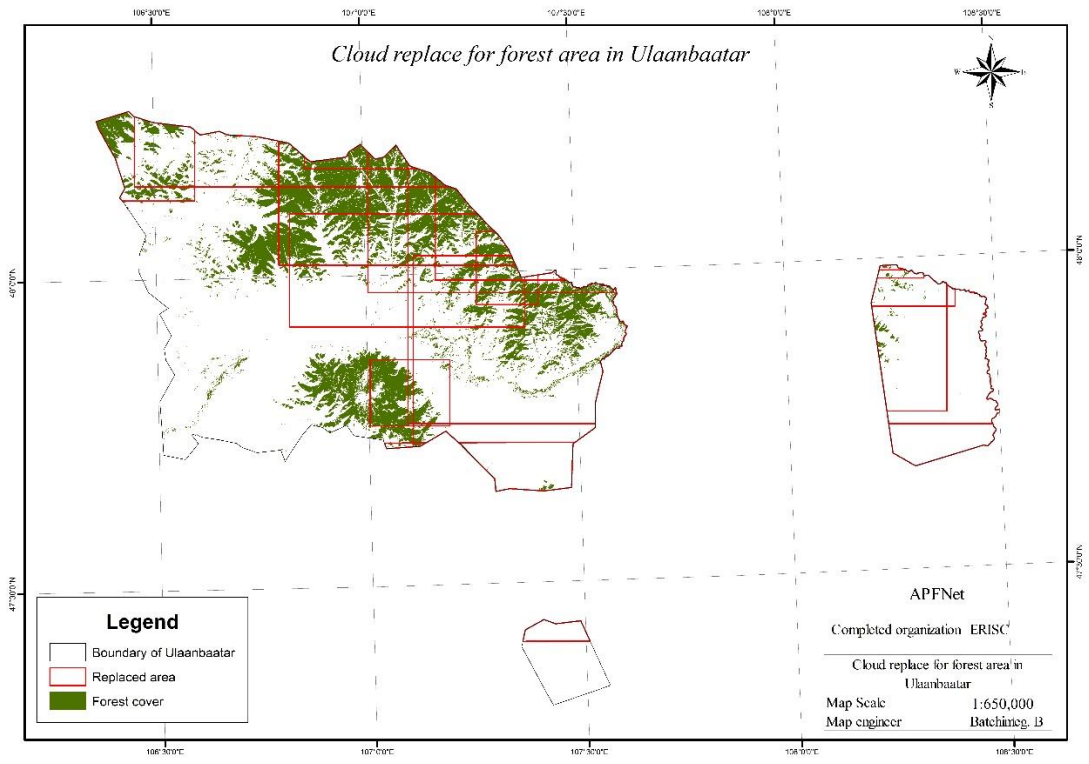 106°30'0"E 107°0'0"E 107°30'0"E 108°0'0"E 108°30'0"E
Cloud replace for forest area in Ulaanbaatar
N
W E
S
48°0'0"N
48°0'0"N
47°30'0"N
47°30'0"N
Legend
Boundary of Ulaanbaatar
Replaced area
Forest cover
APFNet
Completed organization ERISC
Cloud replace for forest area in
Ulaanbaatar
Map Scale 1:650,000
Map engineer Batchimeg. B
106°30'0"E 107°0'0"E 107°30'0"E 108°0'0"E 108°30'0"E